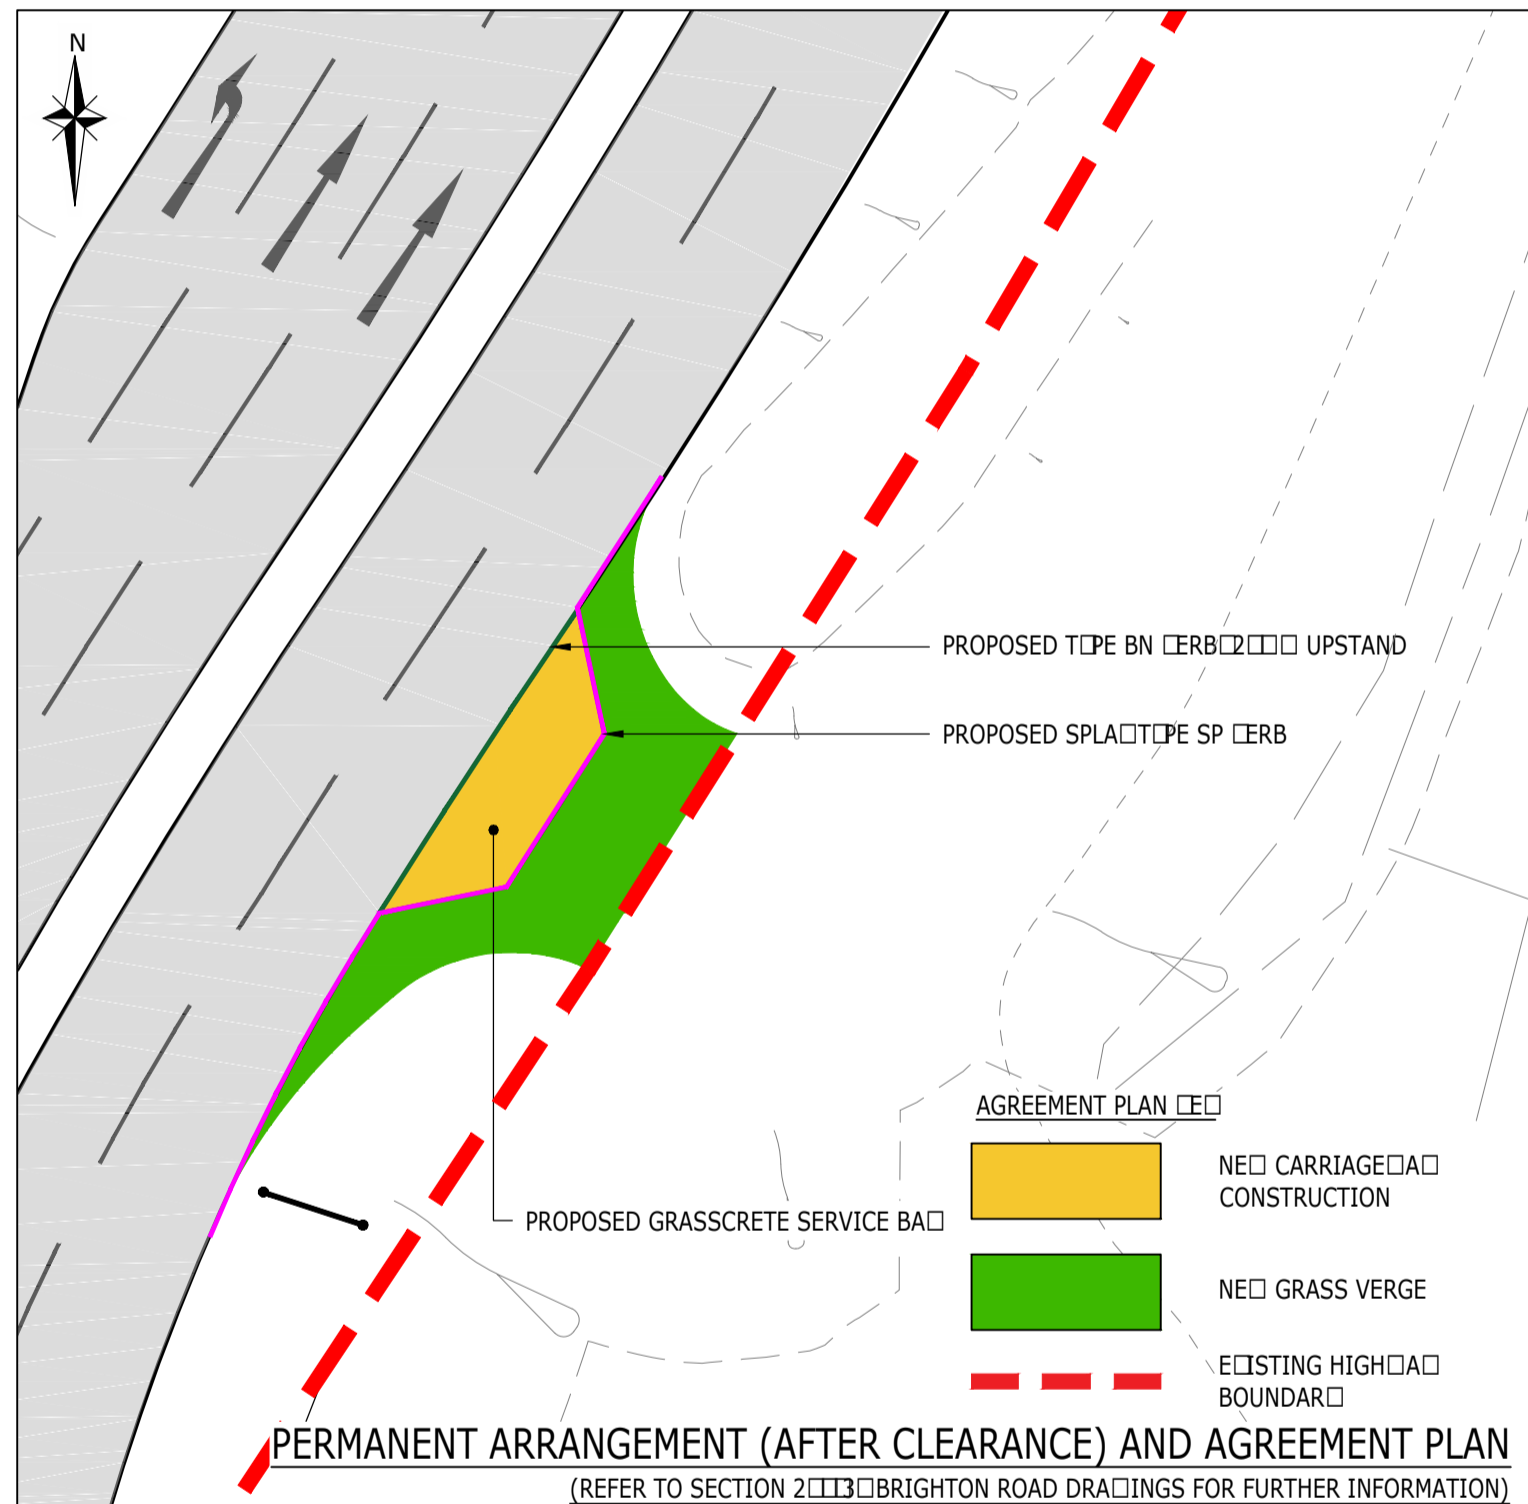 N
PROPOSED T□PE BN □ERB□2□□□ UPSTAND
PROPOSED SPLA□T□PE SP □ERB
AGREEMENT PLAN □E□
NE□ CARRIAGE□A□
CONSTRUCTION
PROPOSED GRASSCRETE SERVICE BA□
NE□ GRASS VERGE
E□ISTING HIGH□A□
BOUNDAR□
PERMANENT ARRANGEMENT (AFTER CLEARANCE) AND AGREEMENT PLAN
(REFER TO SECTION 2□□□3□BRIGHTON ROAD DRA□INGS FOR FURTHER INFORMATION)